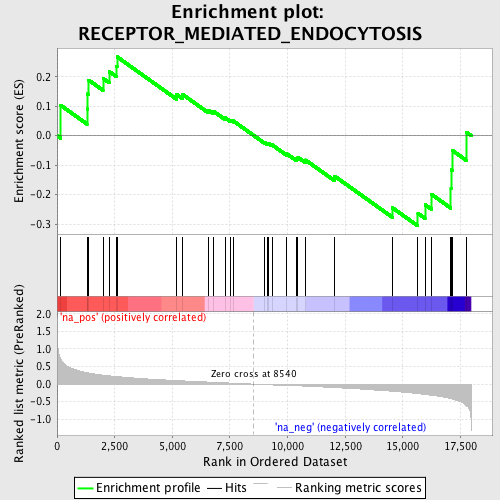 Enrichment plot:
RECEPTOR_MEDIATED_ENDOCYTOSIS
Enrichment score (ES)
0.2
0.1
0.0
-0.1
-0.2
-0.3
'na_pos' (positively correlated)
Ranked list metric (PreRanked)
2.0
1.5
1.0
0.5
0.0
-0.5
-1.0
Zero cross at 8540
'na_neg' (negatively correlated)
0
2,500
5,000
7,500
10,000
12,500
15,000
17,500
Rank in Ordered Dataset
Enrichment profile
Hits
Ranking metric scores